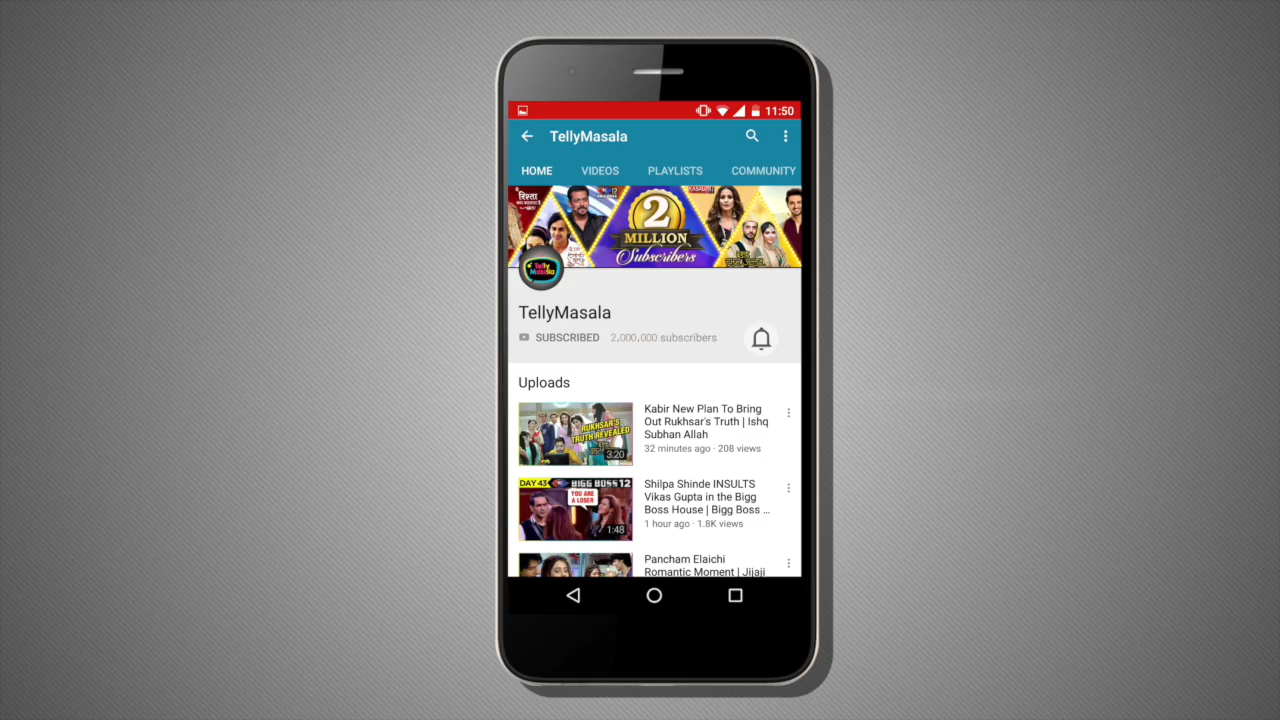 11:50
TellyMasala
HOME VIDEOS PLAYLISTS COMMUNITY
रिश्ता
2
MILLION
Subscribers
Telly
Masala
TellyMasala
SUBSCRIBED 2,000,000 subscribers
Uploads
RUKHSAR'S
TRUTH REVEALED
3:20
Kabir New Plan To Bring
Out Rukhsar's Truth | Ishq
Subhan Allah
32 minutes ago · 208 views
DAY 43 BIGG BOSS 12
YOU ARE
A LOSER
1:48
Shilpa Shinde INSULTS
Vikas Gupta in the Bigg
Boss House | Bigg Boss ...
1 hour ago · 1.8K views
Pancham Elaichi
Romantic Moment | Jijaji